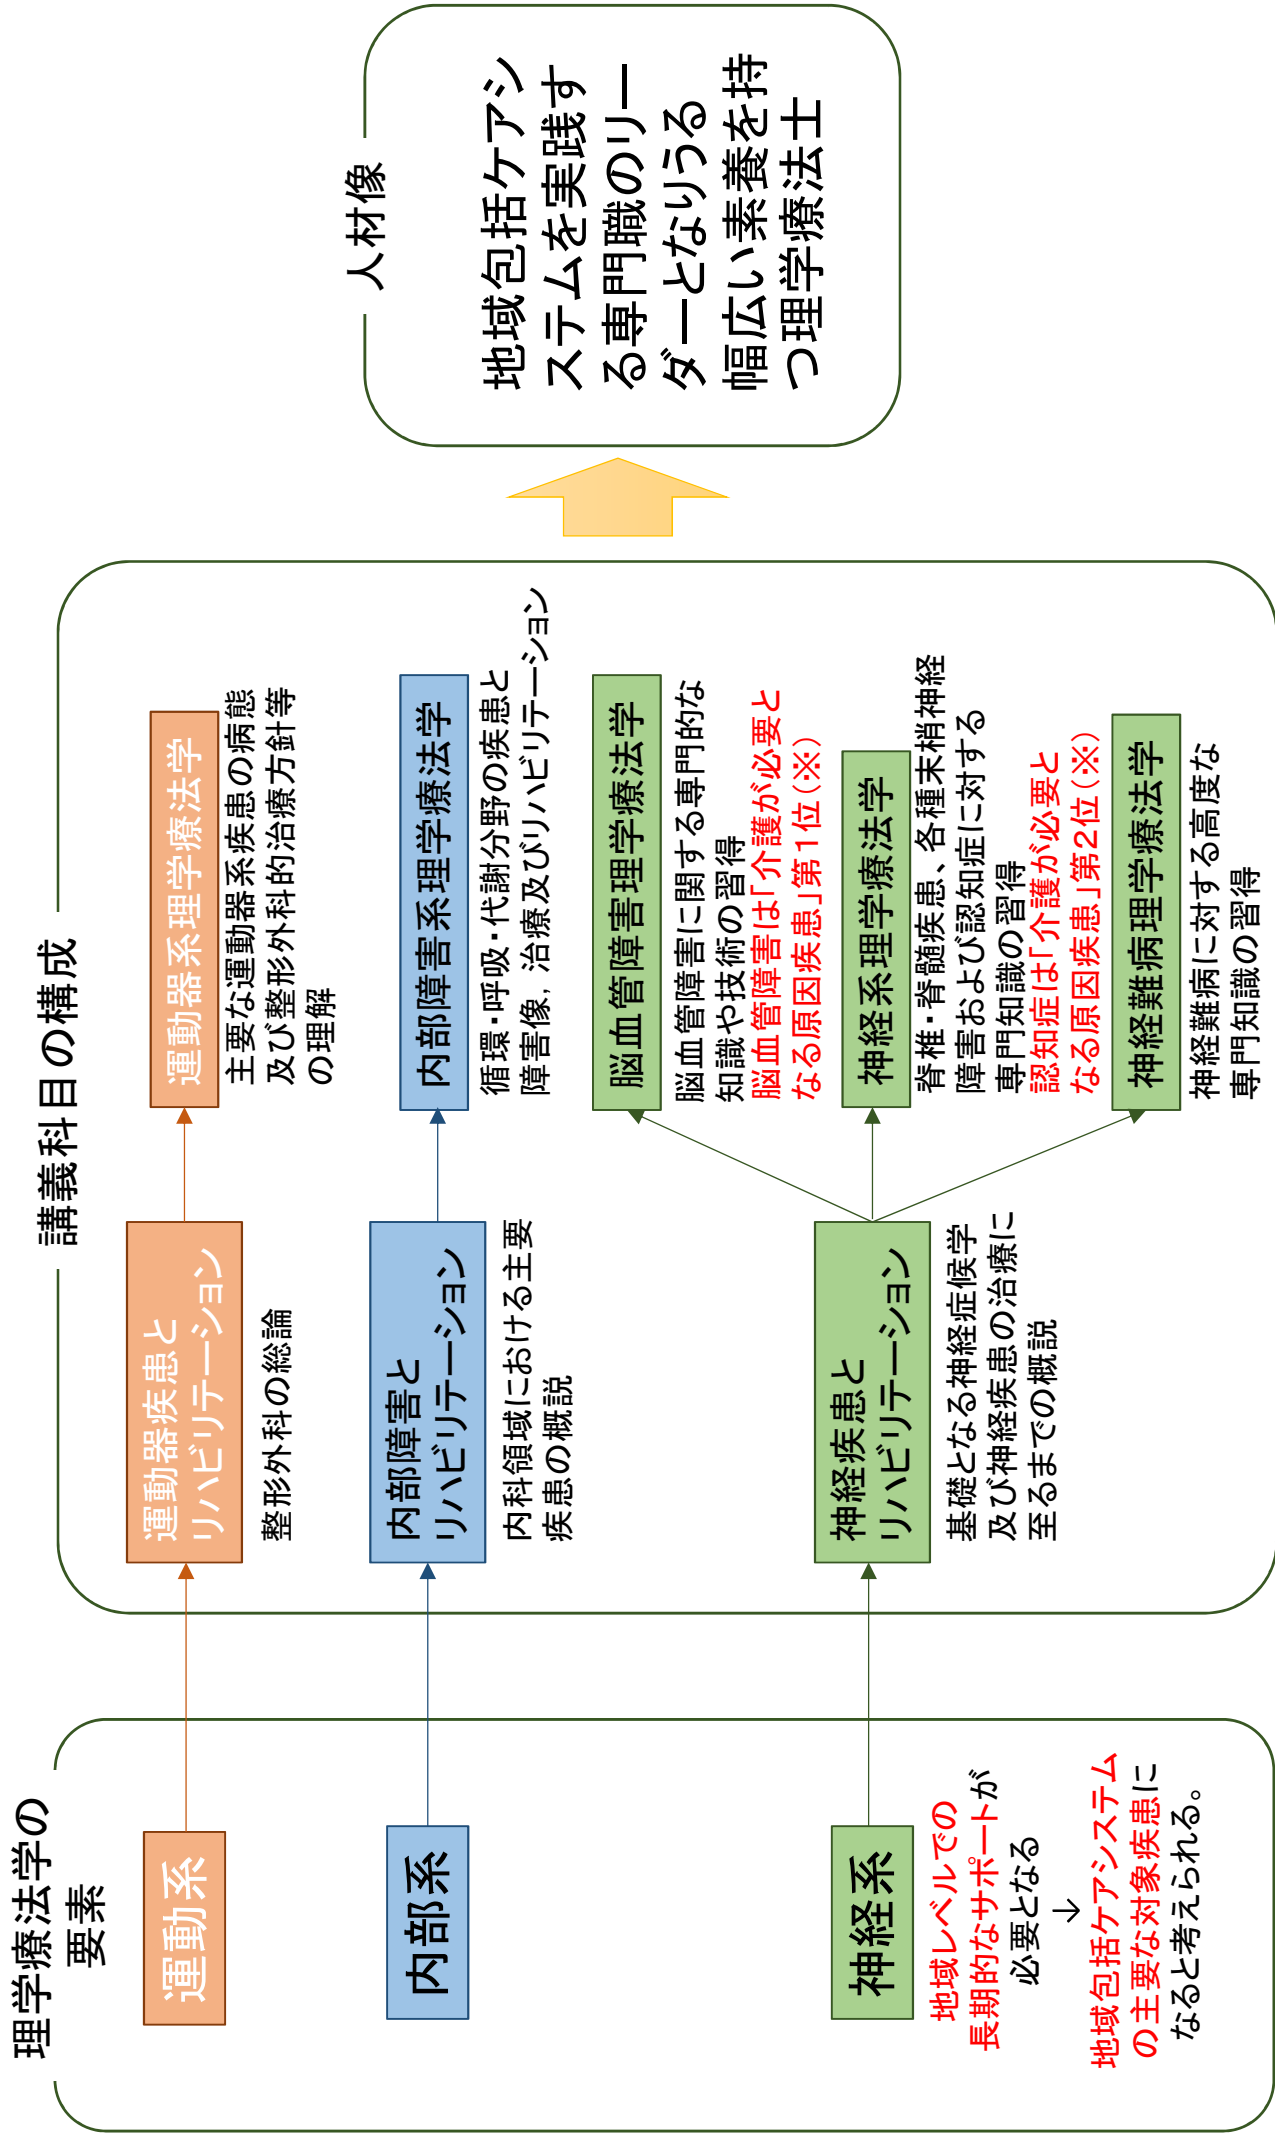 理学療法学の
要素
運動系
内部系
神経系
地域レベルでの
長期的なサポートが
必要となる
→
地域包括ケアシステム
の主要な対象疾患に
なると考えられる。
講義科目の構成
運動器疾患と
リハビリテーション
整形外科の総論
内部障害と
リハビリテーション
内科領域における主要
疾患の概説
神経疾患と
リハビリテーション
基礎となる神経症候学
及び神経疾患の治療に
至るまでの概説
運動器系理学療法学
主要な運動器系疾患の病態
及び整形外科的治療方針等
の理解
内部障害系理学療法学
循環・呼吸・代謝分野の疾患と
障害像，治療及びリハビリテーション
脳血管障害理学療法学
脳血管障害に関する専門的な
知識や技術の習得
脳血管障害は「介護が必要と
なる原因疾患」第１位（※）
神経系理学療法学
脊椎・脊髄疾患、各種末梢神経
障害および認知症に対する
専門知識の習得
認知症は「介護が必要と
なる原因疾患」第２位（※）
神経難病理学療法学
神経難病に対する高度な
専門知識の習得
人材像
地域包括ケアシ
ステムを実践す
る専門職のリー
ダーとなりうる
幅広い素養を持
つ理学療法士